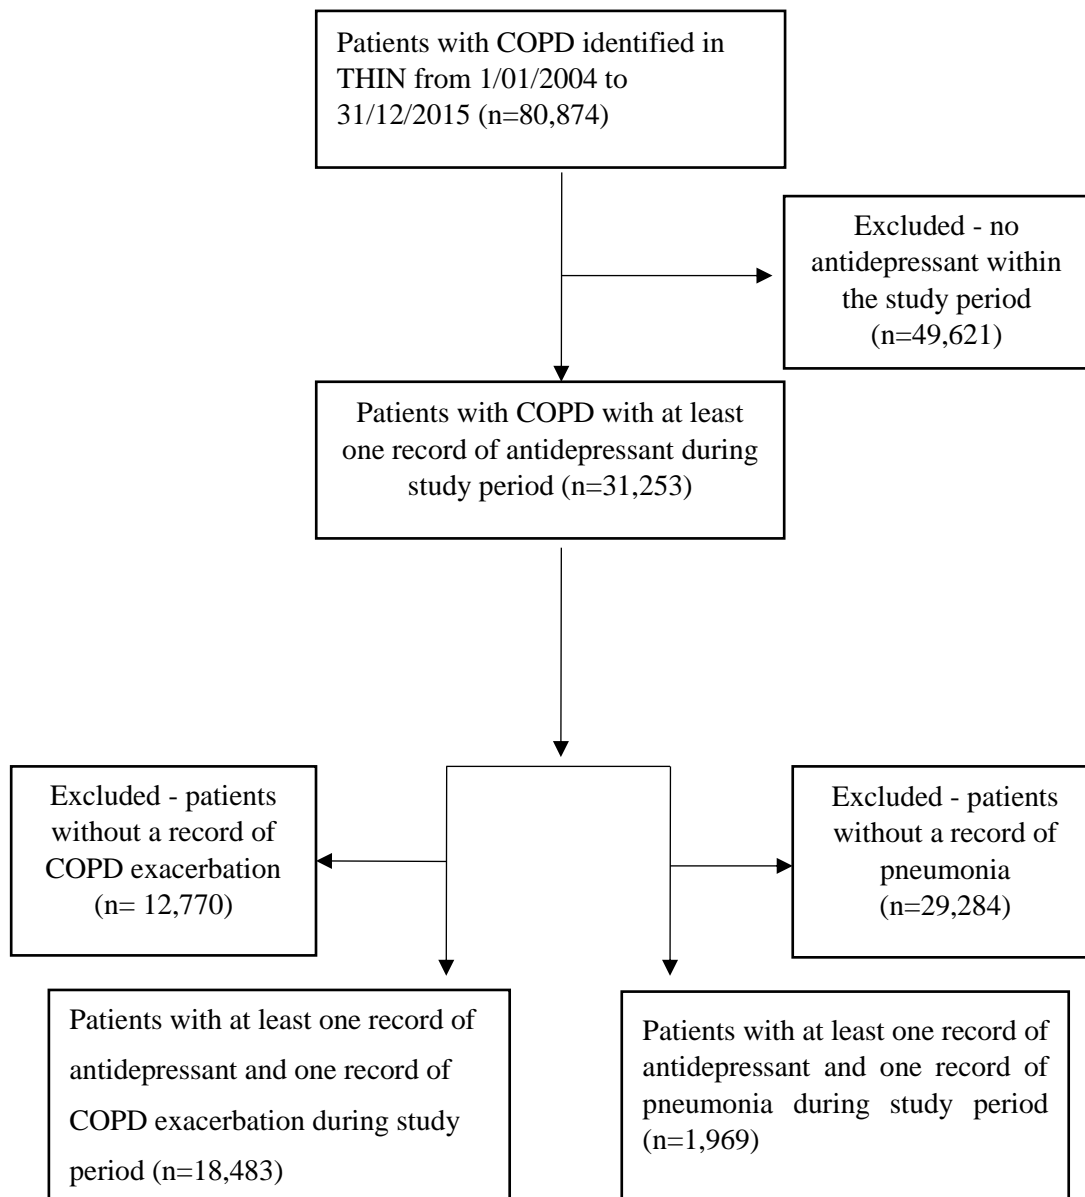 Patients with COPD identified in
THIN from 1/01/2004 to
31/12/2015 (n=80,874)
Excluded - no
antidepressant within
the study period
(n=49,621)
Patients with COPD with at least
one record of antidepressant during
study period (n=31,253)
Excluded - patients
without a record of
COPD exacerbation
(n= 12,770)
Excluded - patients
without a record of
pneumonia
(n=29,284)
Patients with at least one record of
antidepressant and one record of
COPD exacerbation during study
period (n=18,483)
Patients with at least one record of
antidepressant and one record of
pneumonia during study period
(n=1,969)